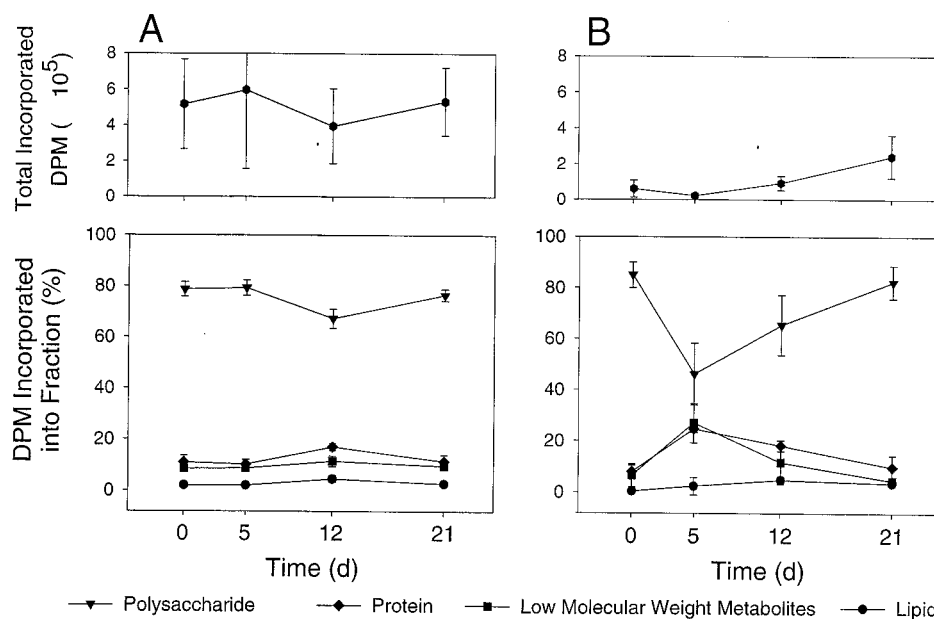 A
B
Total Incorporated
DPM ( 10⁵)
8
6
4
2
0
8
6
4
2
0
DPM Incorporated
into Fraction (%)
100
80
60
40
20
0
100
80
60
40
20
0
0 5 12 21
0 5 12 21
Time (d)
Time (d)
Polysaccharide Protein Low Molecular Weight Metabolites Lipid